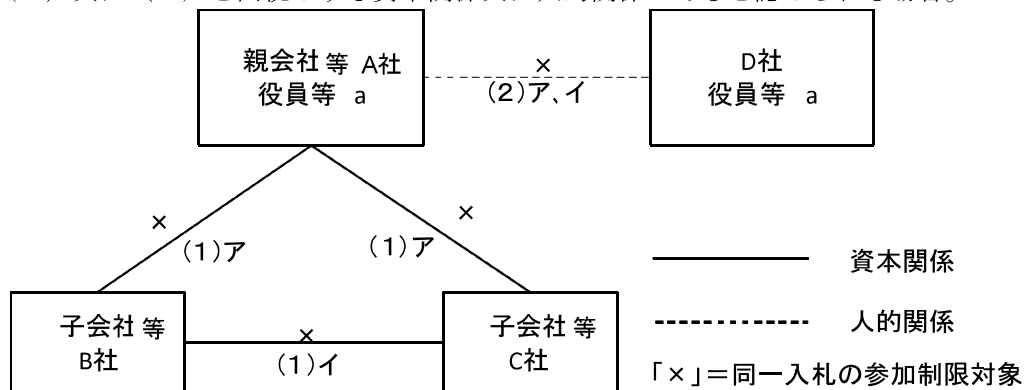 親会社等 A社
役員等 a
×
(2)ア、イ
D社
役員等 a
×
(1)ア
×
(1)ア
資本関係
子会社等
B社
×
(1)イ
子会社等
C社
人的関係
「×」＝同一入札の参加制限対象